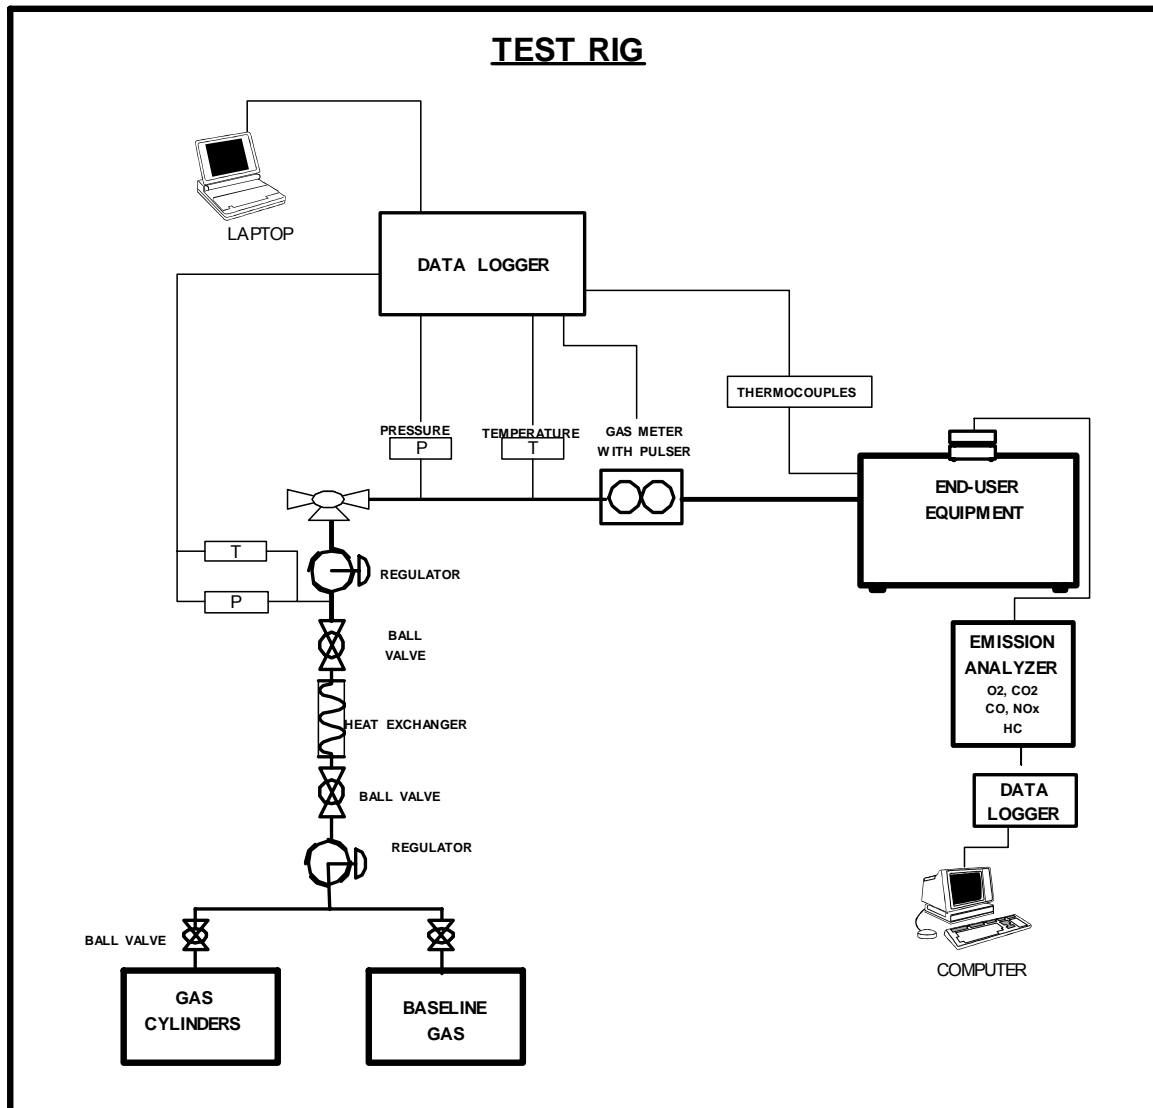 TEST RIG
LAPTOP
DATA LOGGER
THERMOCOUPLES
PRESSURE
P
TEMPERATURE
T
GAS METER
WITH PULSER
END-USER
EQUIPMENT
T
P
REGULATOR
BALL
VALVE
HEAT EXCHANGER
BALL VALVE
REGULATOR
EMISSION
ANALYZER
O2, CO2
CO, NOx
HC
DATA
LOGGER
COMPUTER
BALL VALVE
GAS
CYLINDERS
BASELINE
GAS